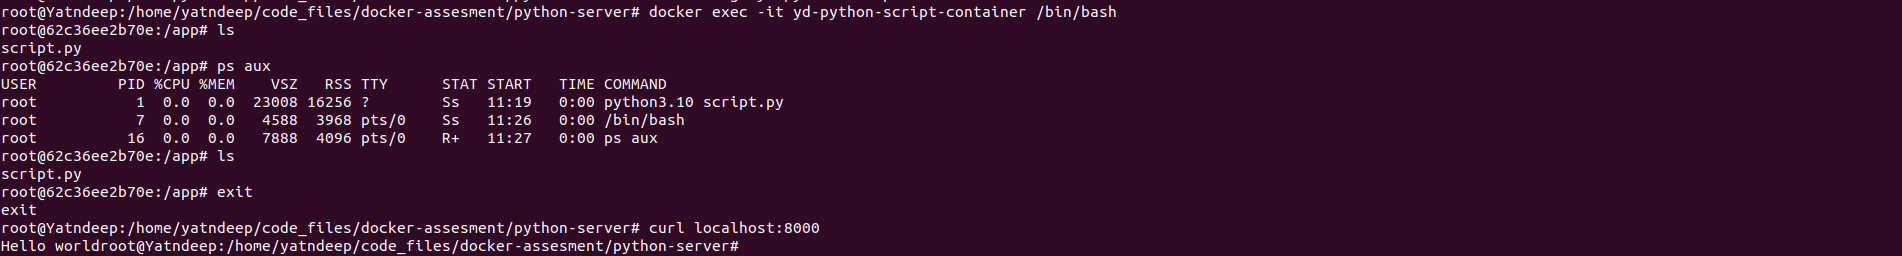 root@Yatndeep:/home/yatndeep/code_files/docker-assesment/python-server# docker exec -it yd-python-script-container /bin/bash
root@62c36ee2b70e:/app# ls
script.py
root@62c36ee2b70e:/app# ps aux
USER         PID %CPU %MEM    VSZ   RSS TTY      STAT START   TIME COMMAND
root           1  0.0  0.0  23008 16256 ?        Ss   11:19   0:00 python3.10 script.py
root           7  0.0  0.0   4588  3968 pts/0    Ss   11:26   0:00 /bin/bash
root          16  0.0  0.0   7888  4096 pts/0    R+   11:27   0:00 ps aux
root@62c36ee2b70e:/app# ls
script.py
root@62c36ee2b70e:/app# exit
exit
root@Yatndeep:/home/yatndeep/code_files/docker-assesment/python-server# curl localhost:8000
Hello worldroot@Yatndeep:/home/yatndeep/code_files/docker-assesment/python-server#